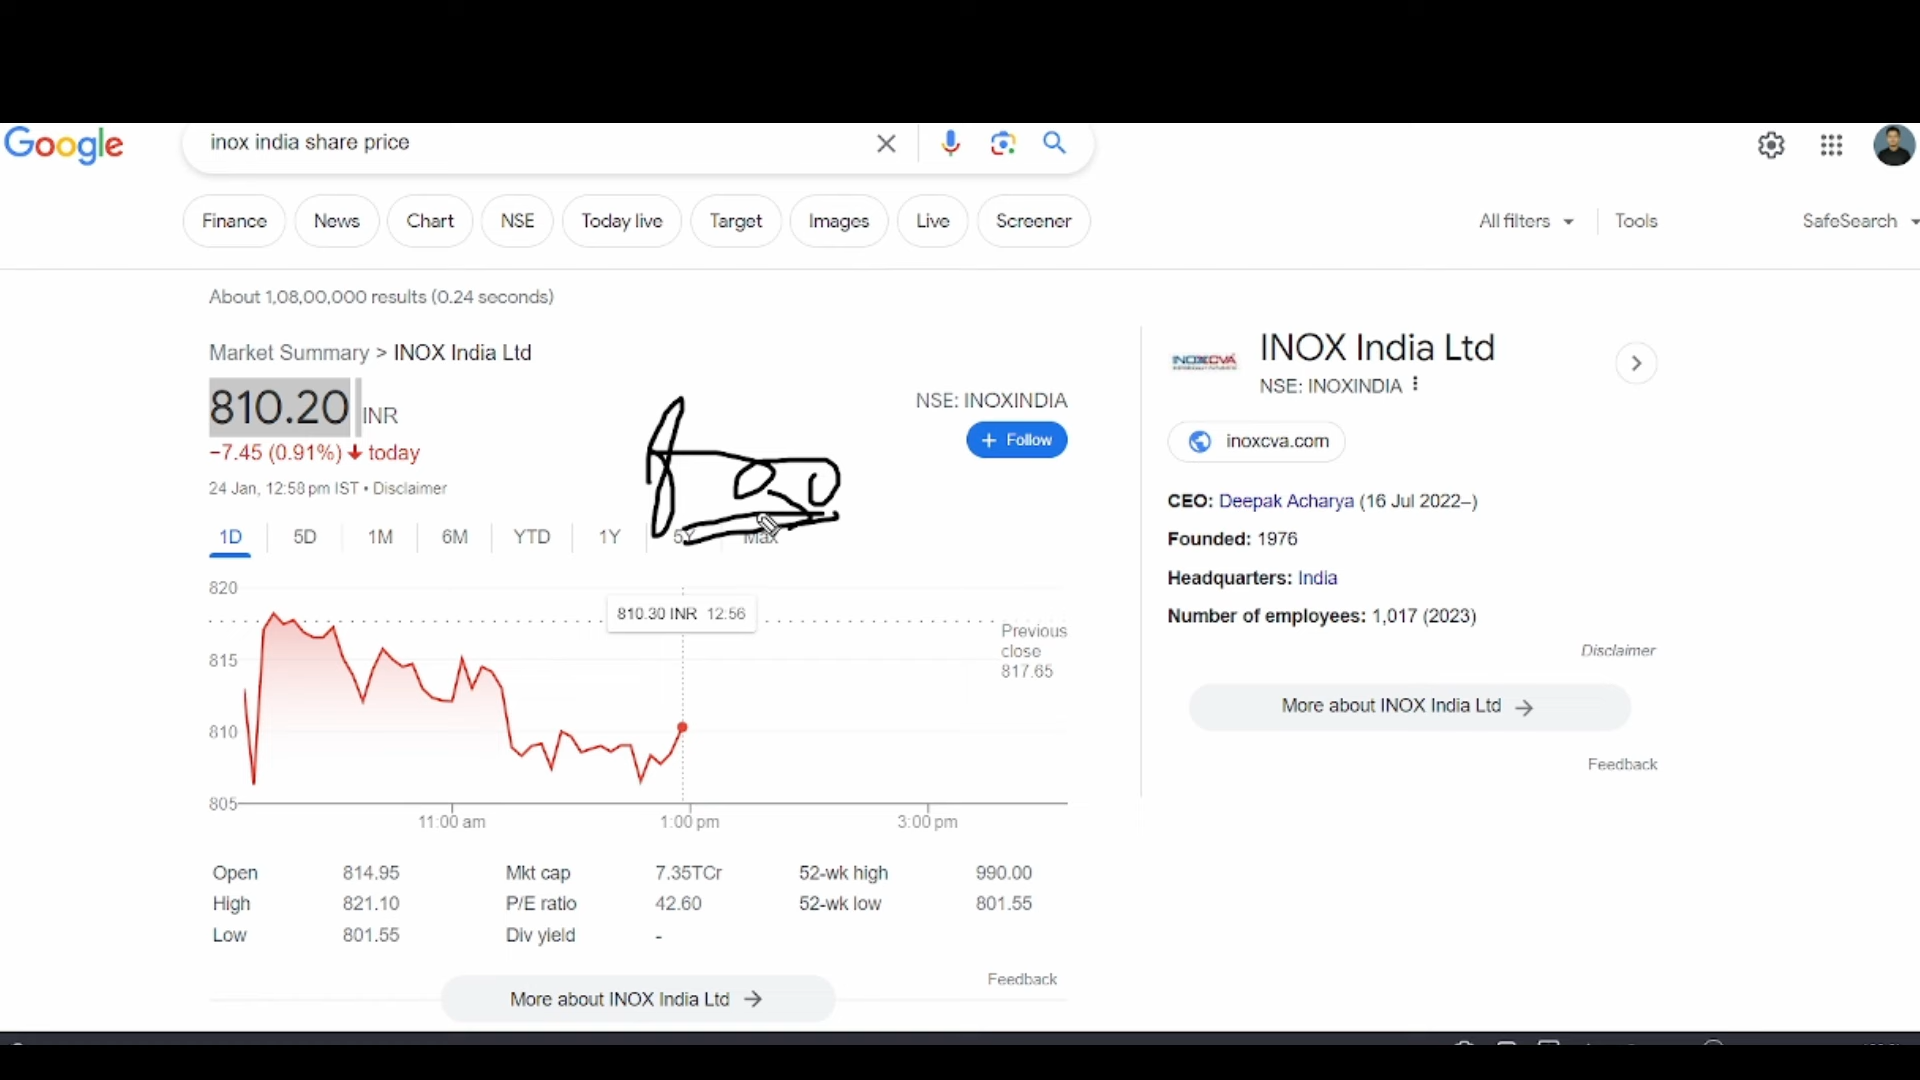 Google
inox india share price
Finance News Chart NSE Today live Target Images Live Screener All filters Tools SafeSearch
About 1,08,00,000 results (0.24 seconds)
Market Summary > INOX India Ltd
810.20 INR
−7.45 (0.91%) today
24 Jan, 12:58 pm IST • Disclaimer
NSE: INOXINDIA
+ Follow
1D 5D 1M 6M YTD 1Y 5Y Max
820
815
810
805
810.30 INR 12:56
Previous
close
817.65
11:00 am 1:00 pm 3:00 pm
Open 814.95 Mkt cap 7.35TCr 52-wk high 990.00
High 821.10 P/E ratio 42.60 52-wk low 801.55
Low 801.55 Div yield -
Feedback
More about INOX India Ltd →
INOXCVA
INOX India Ltd
NSE: INOXINDIA
inoxcva.com
CEO: Deepak Acharya (16 Jul 2022–)
Founded: 1976
Headquarters: India
Number of employees: 1,017 (2023)
Disclaimer
More about INOX India Ltd →
Feedback